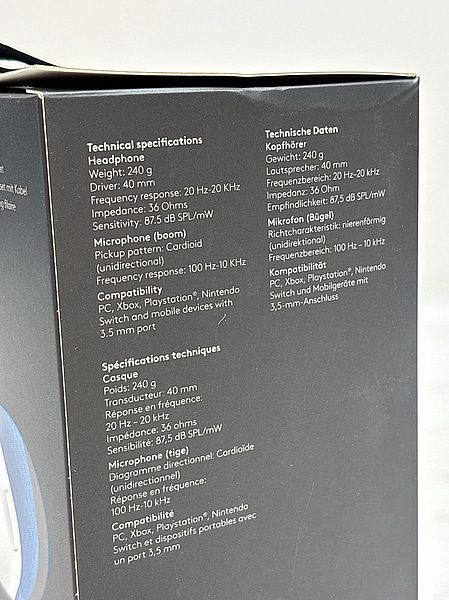 et
set mit Kabel
ng filaire
Technical specifications
Headphone
Weight: 240 g
Driver: 40 mm
Frequency response: 20 Hz-20 KHz
Impedance: 36 Ohms
Sensitivity: 87.5 dB SPL/mW
Microphone (boom)
Pickup pattern: Cardioid
(unidirectional)
Frequency response: 100 Hz-10 KHz
Compatibility
PC, Xbox, Playstation®, Nintendo
Switch and mobile devices with
3.5 mm port
Technische Daten
Kopfhörer
Gewicht: 240 g
Lautsprecher: 40 mm
Frequenzbereich: 20 Hz-20 kHz
Impedanz: 36 Ohm
Empfindlichkeit: 87,5 dB SPL/mW
Mikrofon (Bügel)
Richtcharakteristik: nierenförmig
(unidirektional)
Frequenzbereich: 100 Hz – 10 kHz
Kompatibilität
PC, Xbox, Playstation®, Nintendo
Switch und Mobilgeräte mit
3,5-mm-Anschluss
Spécifications techniques
Casque
Poids: 240 g
Transducteur: 40 mm
Réponse en fréquence:
20 Hz – 20 kHz
Impédance: 36 ohms
Sensibilité: 87,5 dB SPL/mW
Microphone (tige)
Diagramme directionnel: Cardioïde
(unidirectionnel)
Réponse en fréquence:
100 Hz-10 kHz
Compatibilité
PC, Xbox, Playstation®, Nintendo
Switch et dispositifs portables avec
un port 3,5 mm